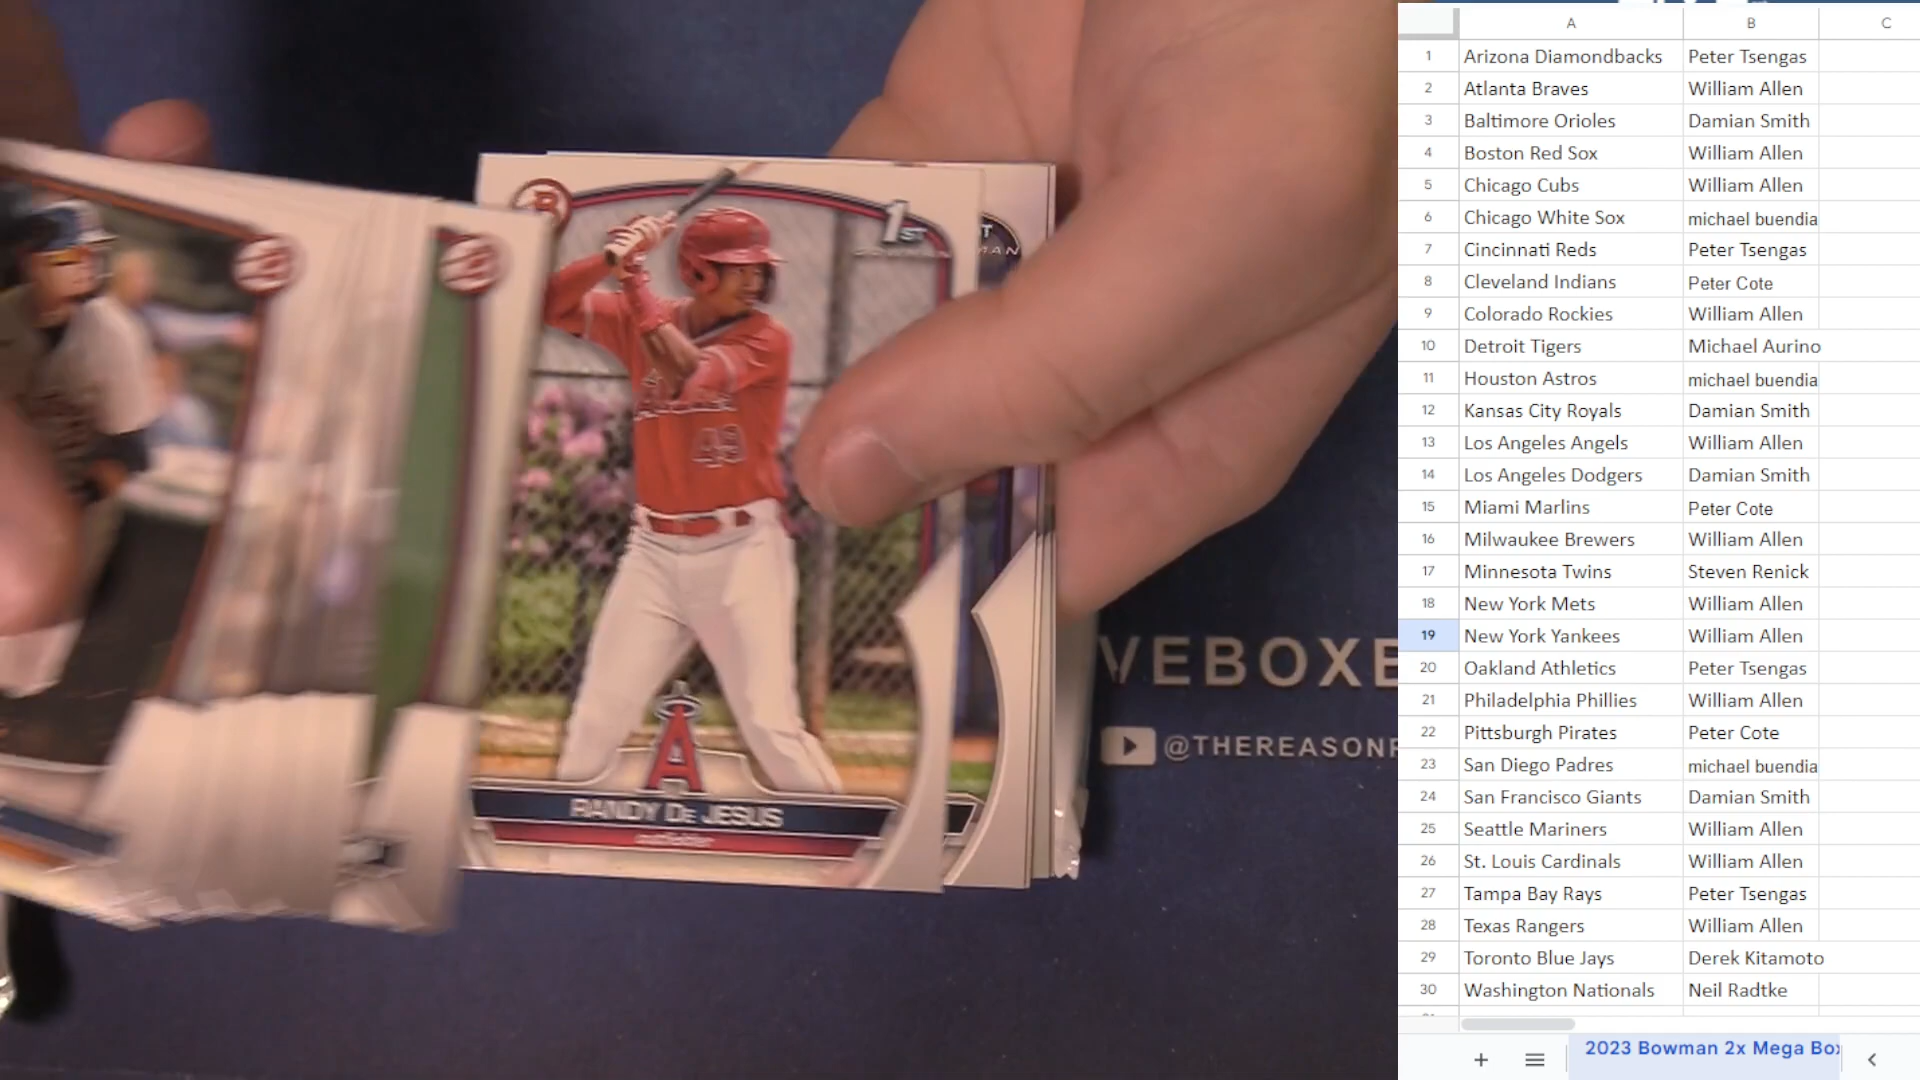 1ST
BOWMAN
43
A
RANDY DE JESUS
outfielder
VEBOXB
@THEREASONF
A B C
1 Arizona Diamondbacks Peter Tsengas
2 Atlanta Braves William Allen
3 Baltimore Orioles Damian Smith
4 Boston Red Sox William Allen
5 Chicago Cubs William Allen
6 Chicago White Sox michael buendia
7 Cincinnati Reds Peter Tsengas
8 Cleveland Indians Peter Cote
9 Colorado Rockies William Allen
10 Detroit Tigers Michael Aurino
11 Houston Astros michael buendia
12 Kansas City Royals Damian Smith
13 Los Angeles Angels William Allen
14 Los Angeles Dodgers Damian Smith
15 Miami Marlins Peter Cote
16 Milwaukee Brewers William Allen
17 Minnesota Twins Steven Renick
18 New York Mets William Allen
19 New York Yankees William Allen
20 Oakland Athletics Peter Tsengas
21 Philadelphia Phillies William Allen
22 Pittsburgh Pirates Peter Cote
23 San Diego Padres michael buendia
24 San Francisco Giants Damian Smith
25 Seattle Mariners William Allen
26 St. Louis Cardinals William Allen
27 Tampa Bay Rays Peter Tsengas
28 Texas Rangers William Allen
29 Toronto Blue Jays Derek Kitamoto
30 Washington Nationals Neil Radtke
2023 Bowman 2x Mega Box